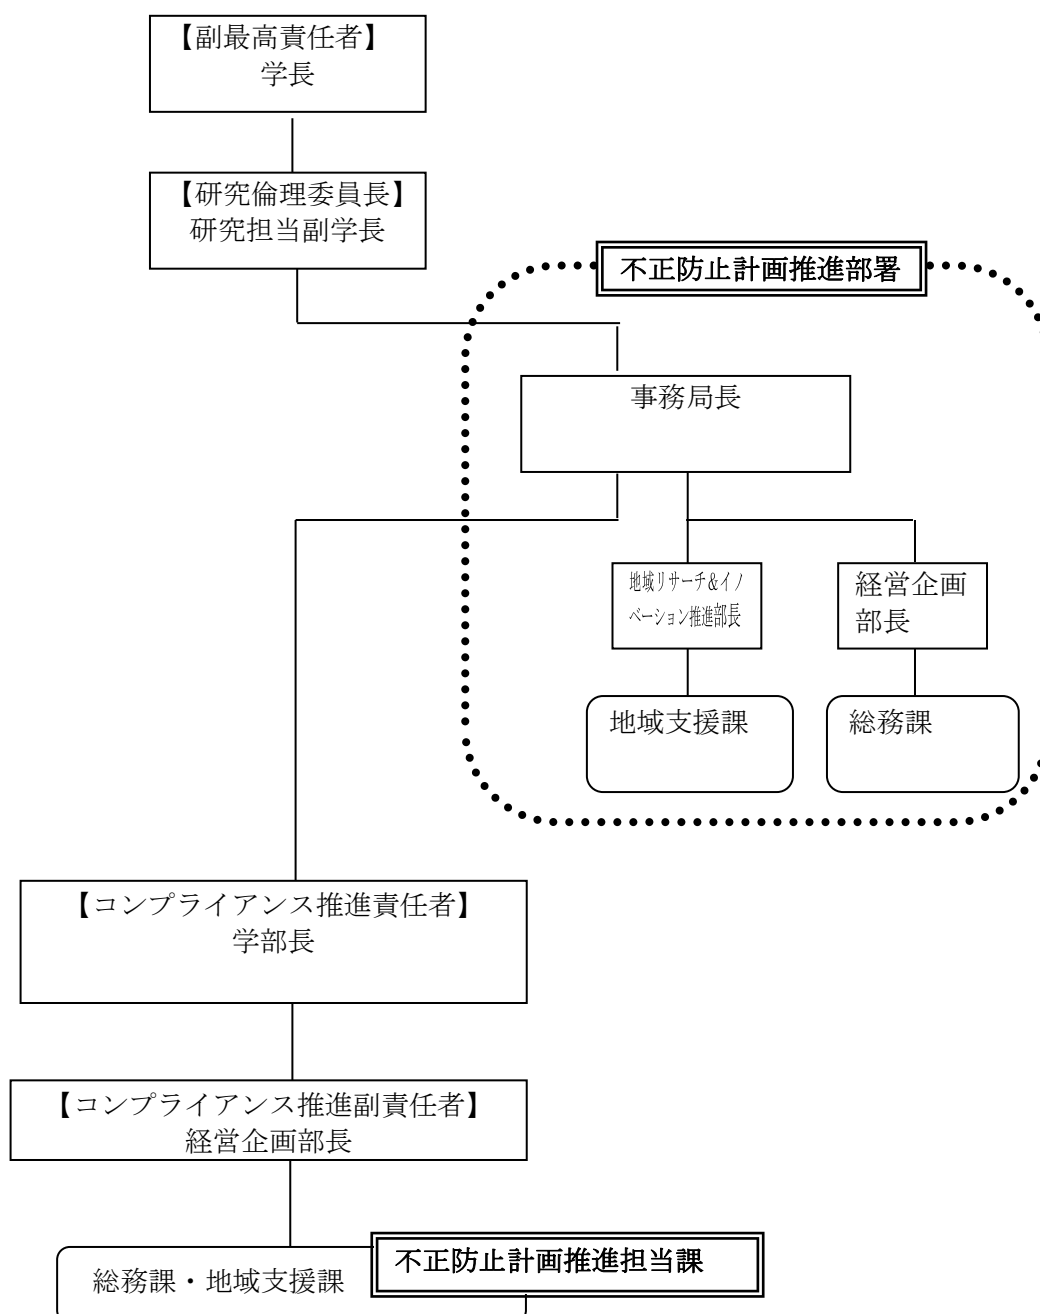 【副最高責任者】
学長
【研究倫理委員長】
研究担当副学長
不正防止計画推進部署
事務局長
地域リサーチ&イノ
ベーション推進部長
経営企画
部長
地域支援課
総務課
【コンプライアンス推進責任者】
学部長
【コンプライアンス推進副責任者】
経営企画部長
不正防止計画推進担当課
総務課・地域支援課